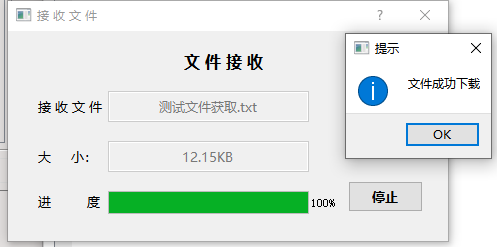 接收文件
?
提示
文件接收
文件成功下载
接收文件
测试文件获取.txt
OK
大 小:
12.15KB
进 度
100%
停止